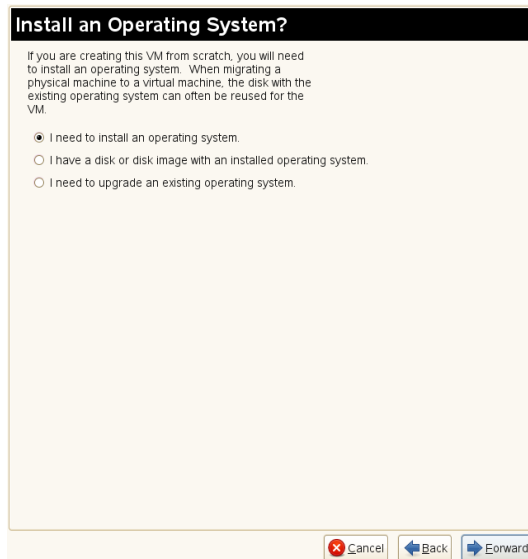 Install an Operating System?
If you are creating this VM from scratch, you will need
to install an operating system.  When migrating a
physical machine to a virtual machine, the disk with the
existing operating system can often be reused for the
VM.
I need to install an operating system.
I have a disk or disk image with an installed operating system.
I need to upgrade an existing operating system.
Cancel Back Forward